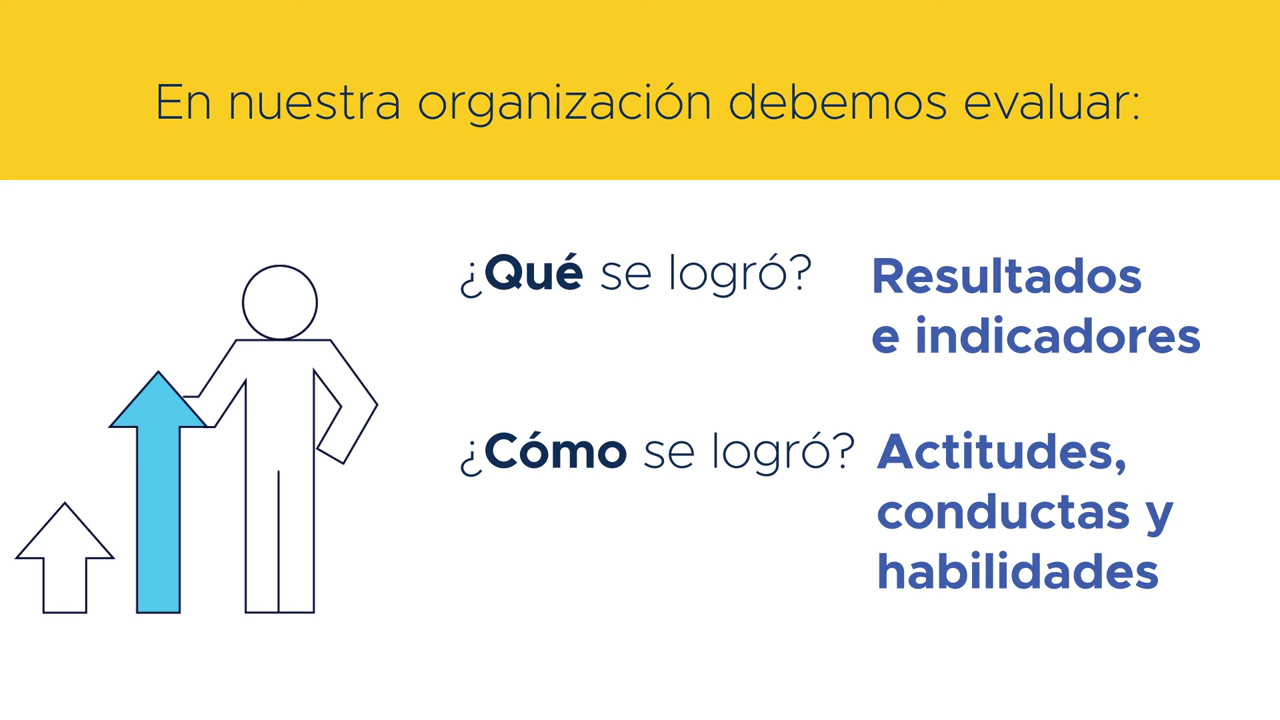 En nuestra organización debemos evaluar:
¿Qué se logró? Resultados
e indicadores
¿Cómo se logró? Actitudes,
conductas y
habilidades